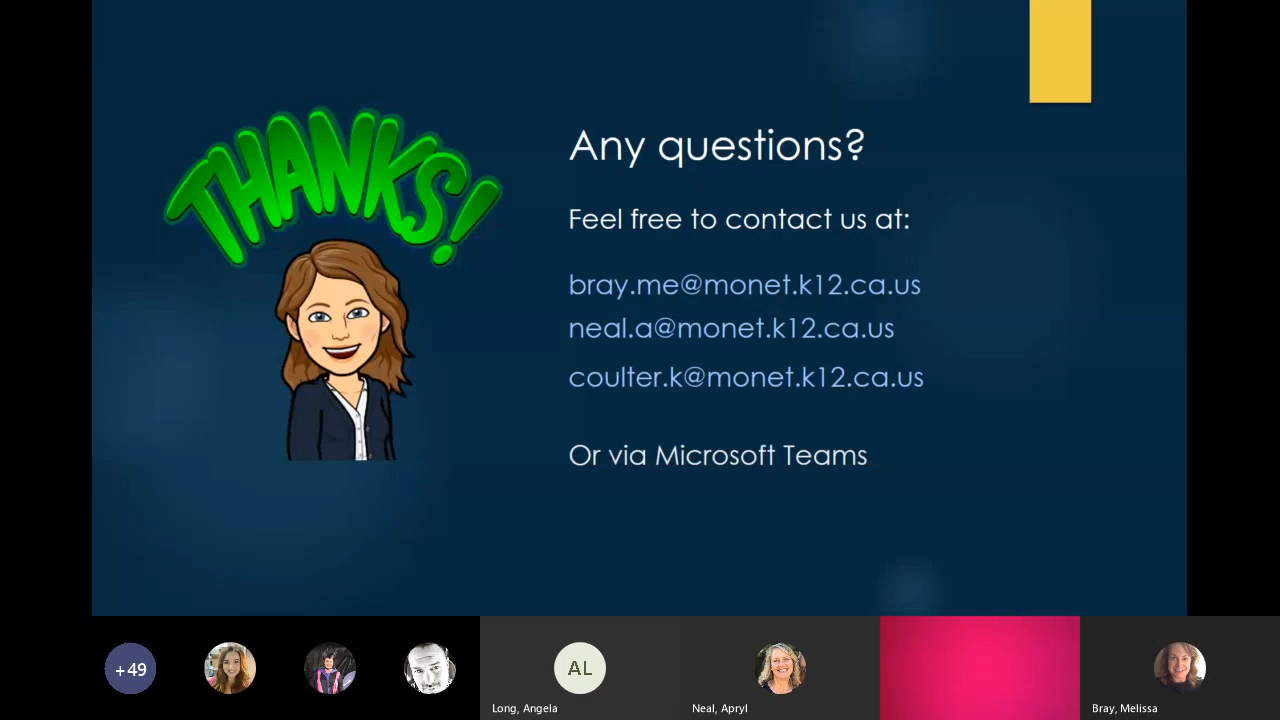 THANKS!
Any questions?
Feel free to contact us at:
bray.me@monet.k12.ca.us
neal.a@monet.k12.ca.us
coulter.k@monet.k12.ca.us
Or via Microsoft Teams
+49
AL
Long, Angela
Neal, Apryl
Bray, Melissa